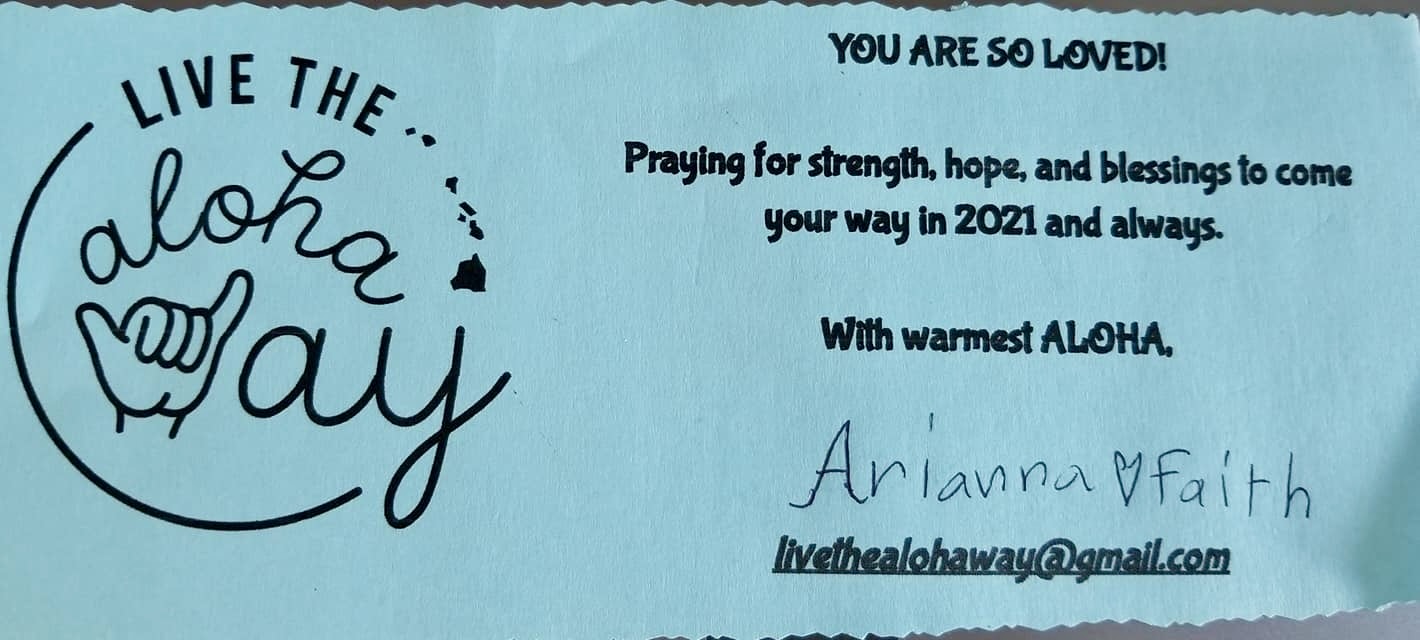 LIVE THE
aloha
way
YOU ARE SO LOVED!
Praying for strength, hope, and blessings to come
your way in 2021 and always.
With warmest ALOHA,
Arianna ♡ Faith
livethealohaway@gmail.com